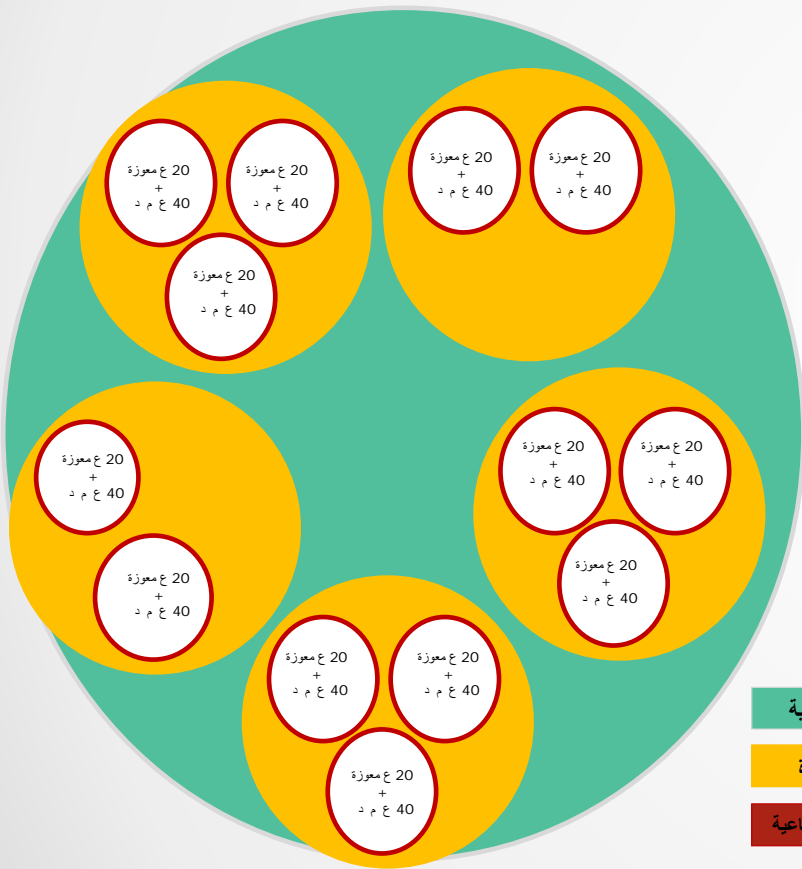 20 ع معوزة
+
40 ع م د
20 ع معوزة
+
40 ع م د
20 ع معوزة
+
40 ع م د
20 ع معوزة
+
40 ع م د
20 ع معوزة
+
40 ع م د
20 ع معوزة
+
40 ع م د
20 ع معوزة
+
40 ع م د
20 ع معوزة
+
40 ع م د
20 ع معوزة
+
40 ع م د
20 ع معوزة
+
40 ع م د
20 ع معوزة
+
40 ع م د
20 ع معوزة
+
40 ع م د
20 ع معوزة
+
40 ع م د